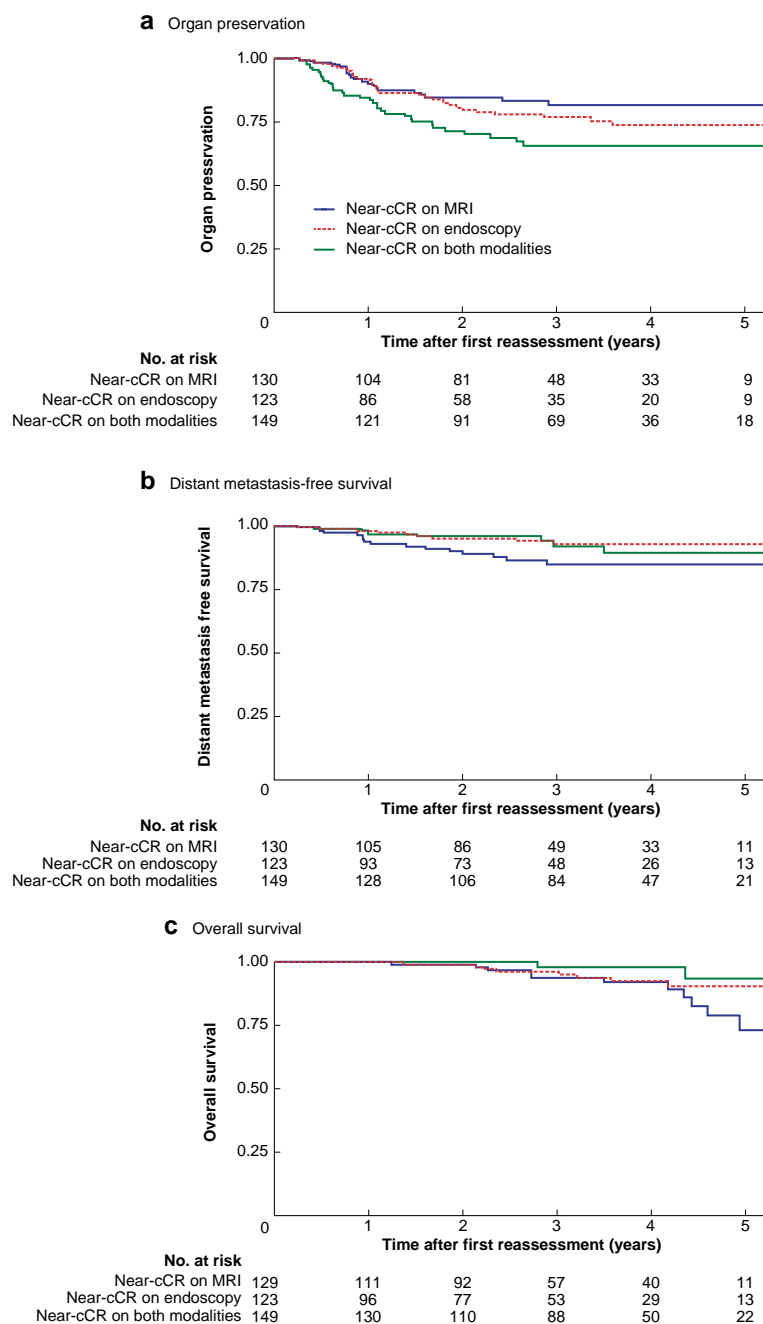 a Organ preservation
1.00
0.75
0.50
0.25
0
Organ pressrvation
Near-cCR on MRI
Near-cCR on endoscopy
Near-cCR on both modalities
1 2 3 4 5
Time after first reassessment (years)
No. at risk
Near-cCR on MRI 130 104 81 48 33 9
Near-cCR on endoscopy 123 86 58 35 20 9
Near-cCR on both modalities 149 121 91 69 36 18
b Distant metastasis-free survival
1.00
0.75
0.50
0.25
0
Distant metastasis free survival
1 2 3 4 5
Time after first reassessment (years)
No. at risk
Near-cCR on MRI 130 105 86 49 33 11
Near-cCR on endoscopy 123 93 73 48 26 13
Near-cCR on both modalities 149 128 106 84 47 21
c Overall survival
1.00
0.75
0.50
0.25
0
Overall survival
1 2 3 4 5
Time after first reassessment (years)
No. at risk
Near-cCR on MRI 129 111 92 57 40 11
Near-cCR on endoscopy 123 96 77 53 29 13
Near-cCR on both modalities 149 130 110 88 50 22